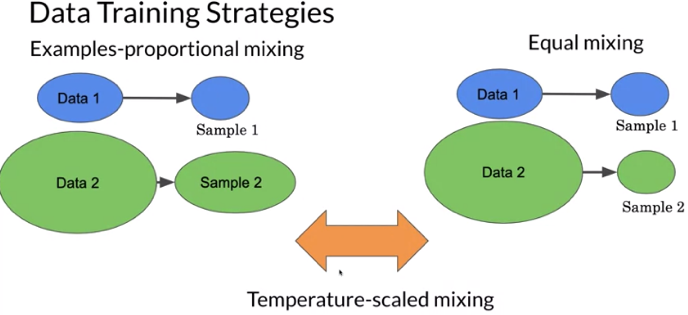 Data Training Strategies
Examples-proportional mixing
Equal mixing
Data 1
Sample 1
Data 2
Sample 2
Data 1
Sample 1
Data 2
Sample 2
Temperature-scaled mixing